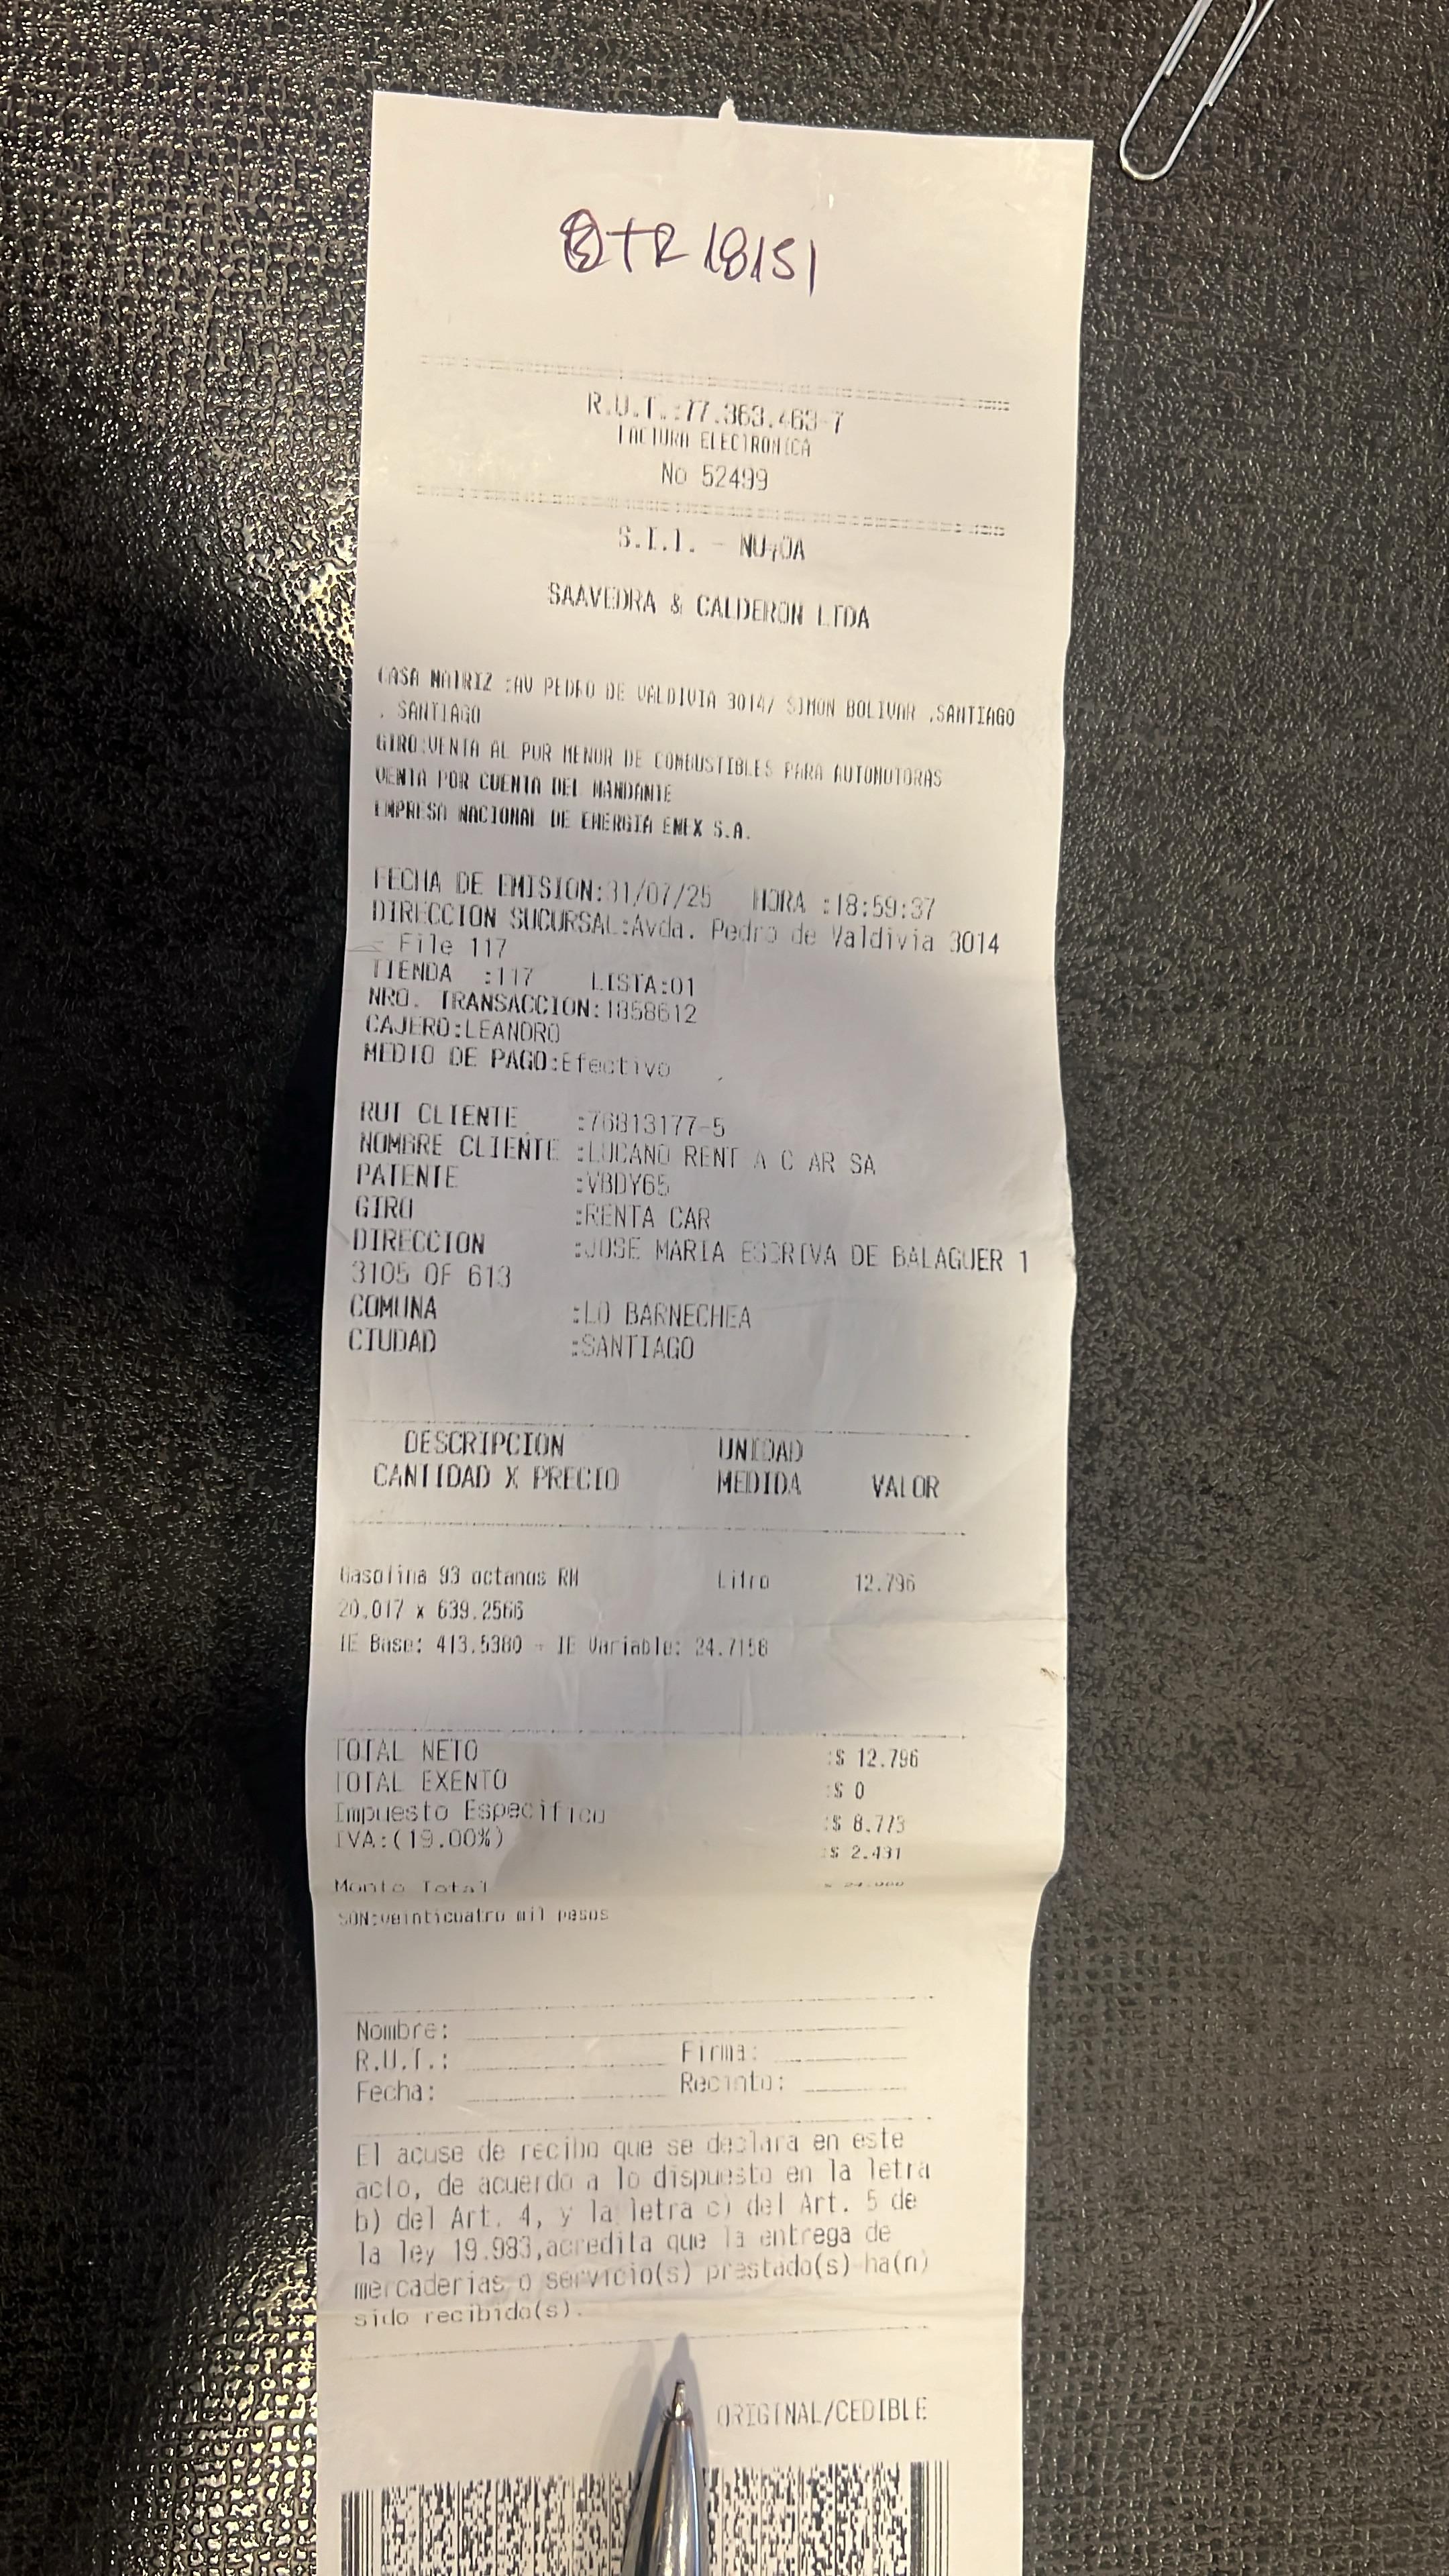 TR 18151
R.U.T.:77.363.463-7
FACTURA ELECTRONICA
No 52499
S.I.I. - NU¥OA
SAAVEDRA & CALDERON LTDA
CASA MATRIZ :AV PEDRO DE VALDIVIA 3014/ SIMON BOLIVAR ,SANTIAGO
, SANTIAGO
GIRO:VENTA AL POR MENOR DE COMBUSTIBLES PARA AUTOMOTORAS
VENTA POR CUENTA DEL MANDANTE
EMPRESA NACIONAL DE ENERGIA ENEX S.A.
FECHA DE EMISION:31/07/25 HORA :18:59:37
DIRECCION SUCURSAL:Avda. Pedro de Valdivia 3014
- File 117
TIENDA :117 LISTA:01
NRO. TRANSACCION:1858612
CAJERO:LEANDRO
MEDIO DE PAGO:Efectivo
RUT CLIENTE :76813177-5
NOMBRE CLIENTE :LUCANO RENT A C AR SA
PATENTE :VBDY65
GIRO :RENTA CAR
DIRECCION :JOSE MARIA ESCRIVA DE BALAGUER 1
3105 OF 613
COMUNA :LO BARNECHEA
CIUDAD :SANTIAGO
DESCRIPCION UNIDAD
CANTIDAD X PRECIO MEDIDA VALOR
Gasolina 93 octanos RM Litro 12.796
20.017 x 639.2566
IE Base: 413.5380 - IE Variable: 24.7158
TOTAL NETO :$ 12.796
TOTAL EXENTO :$ 0
Impuesto Especifico :$ 8.773
IVA:(19.00%) :$ 2.431
Monto Total $ 24.000
SON:veinticuatro mil pesos
Nombre:
R.U.T.: Firma:
Fecha: Recinto:
El acuse de recibo que se declara en este
acto, de acuerdo a lo dispuesto en la letra
b) del Art. 4, y la letra c) del Art. 5 de
la ley 19.983,acredita que la entrega de
mercaderias o servicio(s) prestado(s) ha(n)
sido recibido(s).
ORIGINAL/CEDIBLE